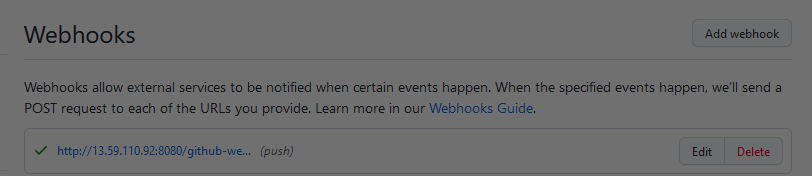 Webhooks
Add webhook
Webhooks allow external services to be notified when certain events happen. When the specified events happen, we'll send a
POST request to each of the URLs you provide. Learn more in our Webhooks Guide.
http://13.59.110.92:8080/github-we... (push)
Edit
Delete